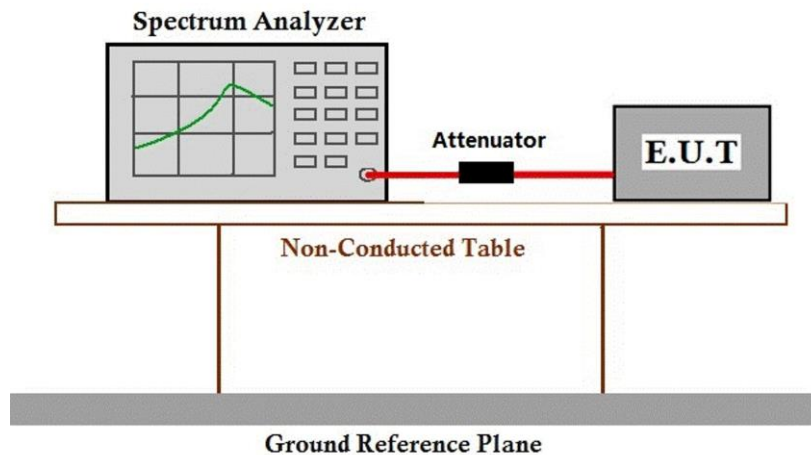 Spectrum Analyzer
Attenuator
E.U.T
Non-Conducted Table
Ground Reference Plane